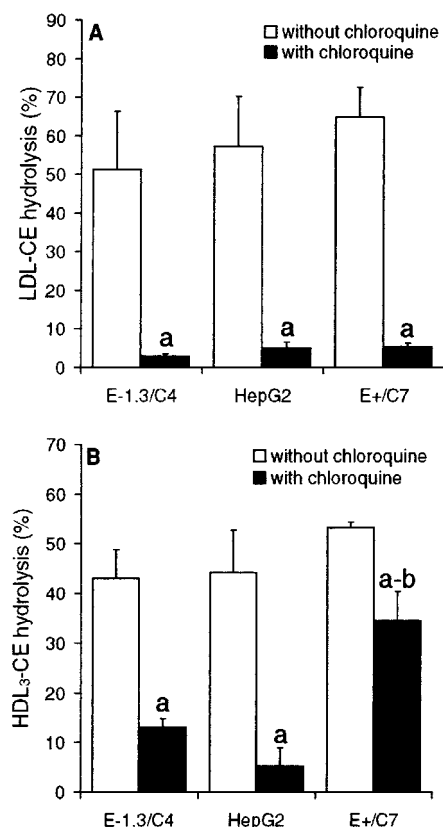 A
without chloroquine
with chloroquine
LDL-CE hydrolysis (%)
90
80
70
60
50
40
30
20
10
0
a
a
a
E-1.3/C4 HepG2 E+/C7
B
without chloroquine
with chloroquine
HDL₃-CE hydrolysis (%)
70
60
50
40
30
20
10
0
a
a
a-b
E-1.3/C4 HepG2 E+/C7